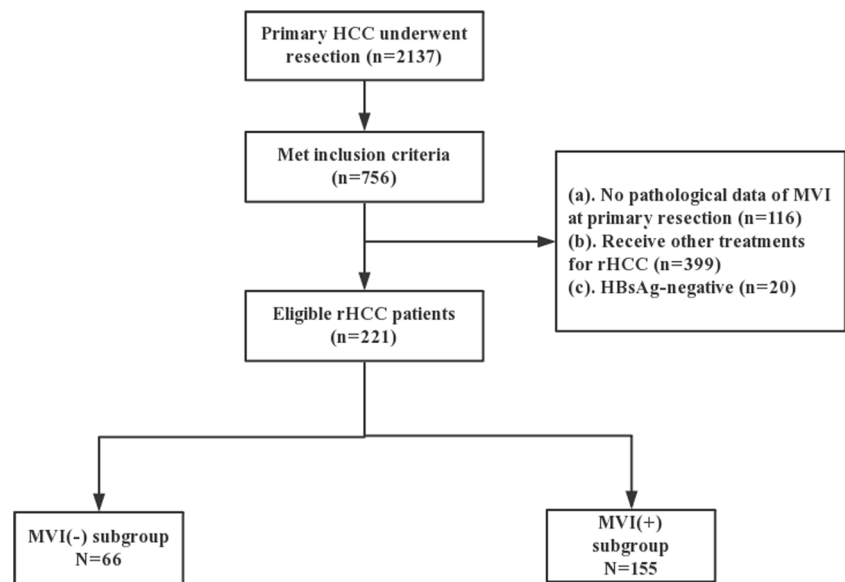 Primary HCC underwent
resection (n=2137)
Met inclusion criteria
(n=756)
(a). No pathological data of MVI
at primary resection (n=116)
(b). Receive other treatments
for rHCC (n=399)
(c). HBsAg-negative (n=20)
Eligible rHCC patients
(n=221)
MVI(-) subgroup
N=66
MVI(+)
subgroup
N=155